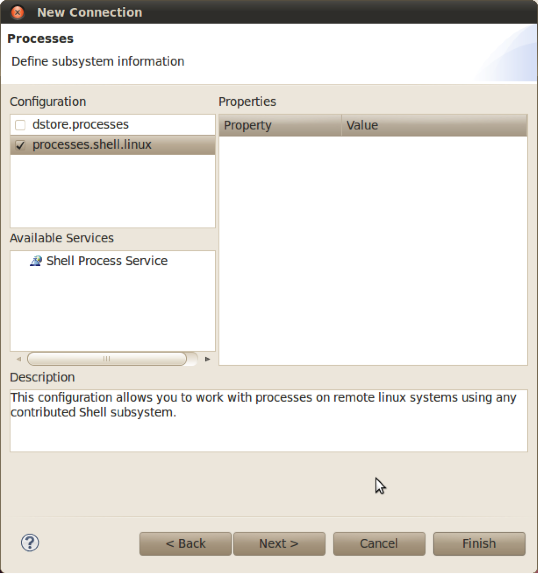 New Connection
Processes
Define subsystem information
Configuration
Properties
dstore.processes
processes.shell.linux
Property Value
Available Services
Shell Process Service
Description
This configuration allows you to work with processes on remote linux systems using any
contributed Shell subsystem.
?
< Back Next > Cancel Finish